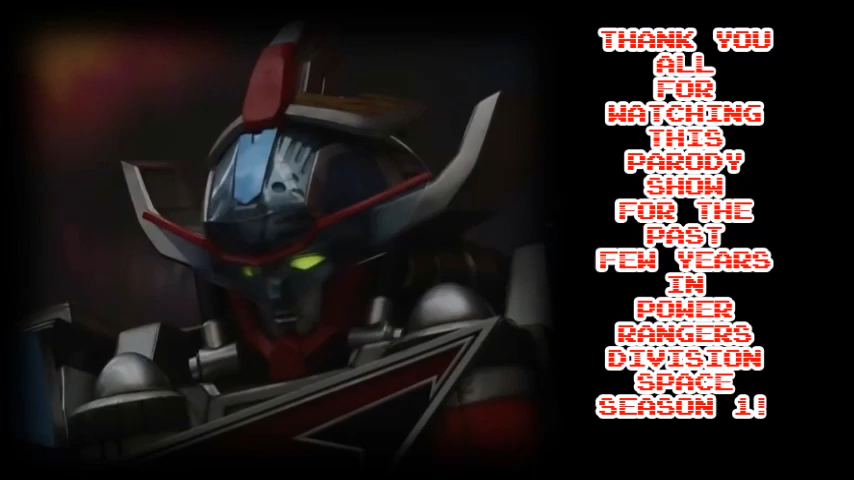 THANK YOU
ALL
FOR
WATCHING
THIS
PARODY
SHOW
FOR THE
PAST
FEW YEARS
IN
POWER
RANGERS
DIVISION
SPACE
SEASON 1!